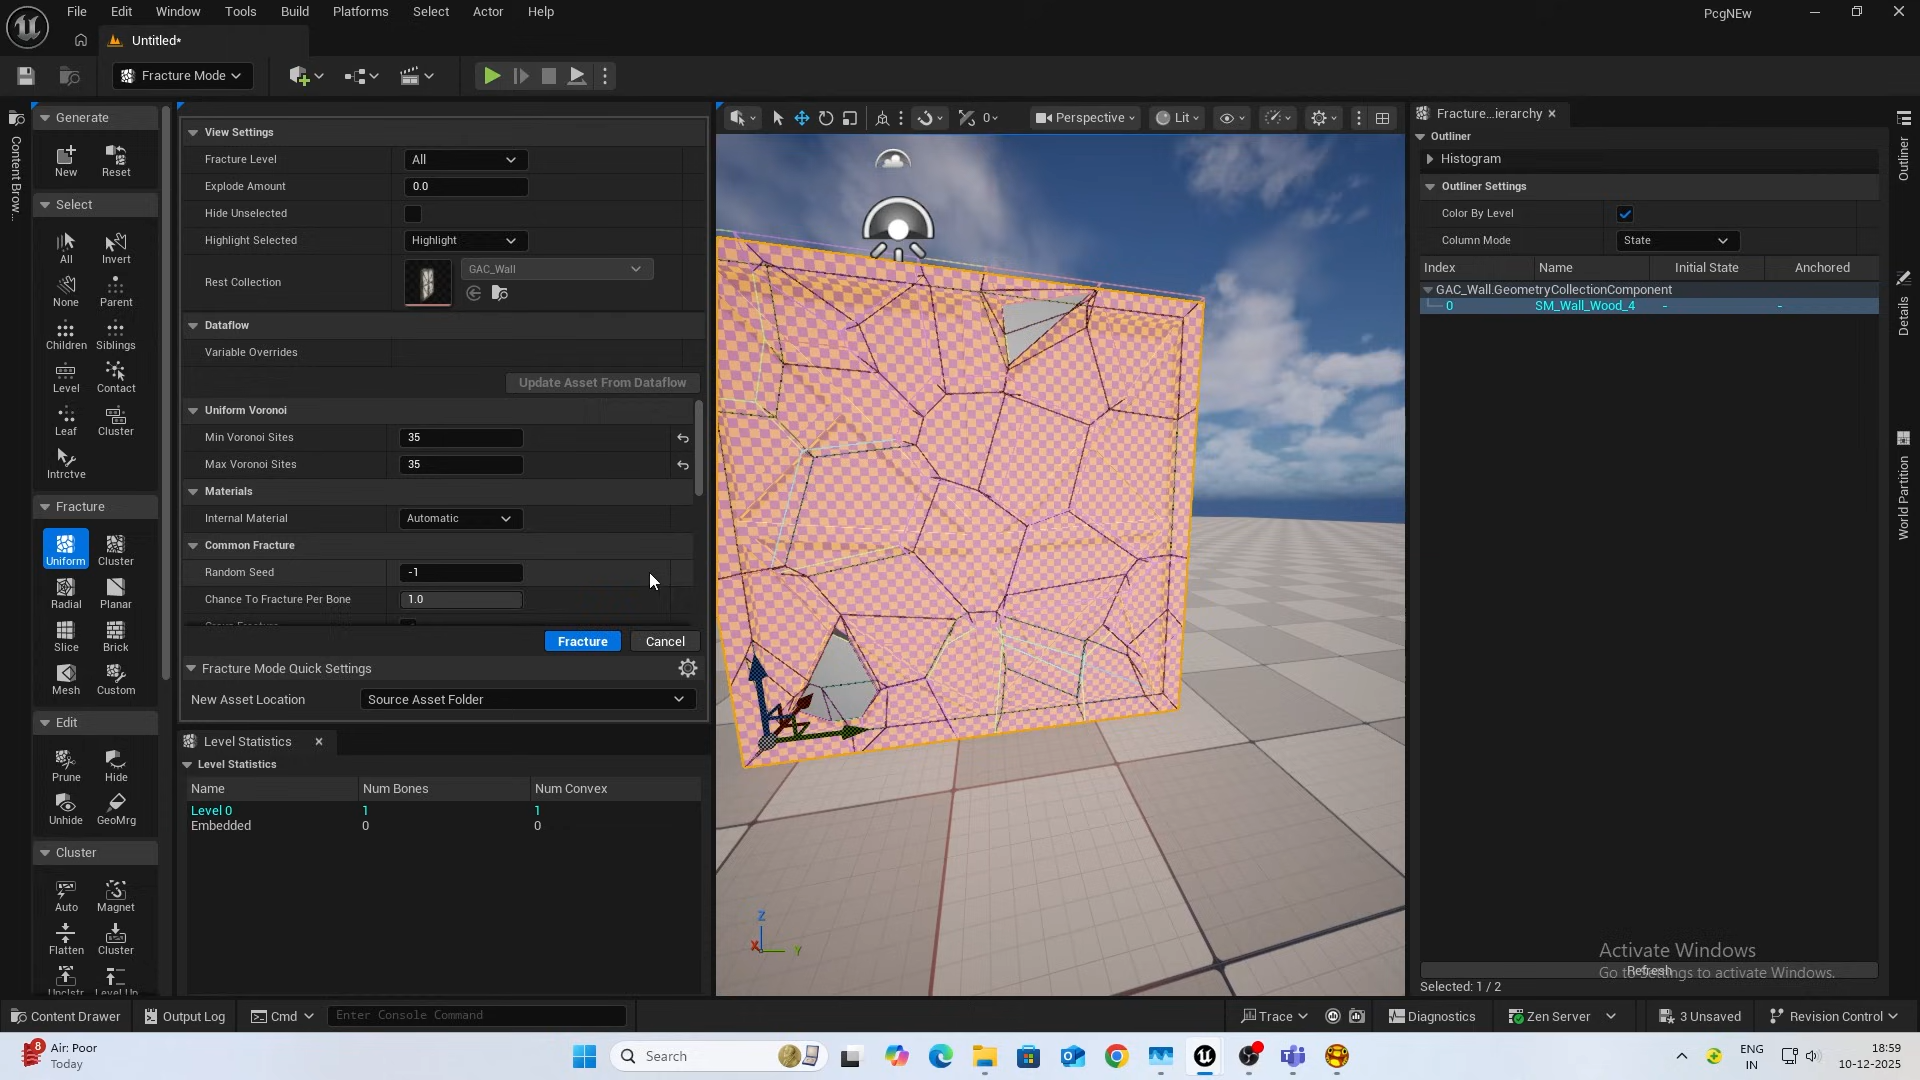 File Edit Window Tools Build Platforms Select Actor Help
PcgNEw
Untitled*
Fracture Mode
Generate
New Reset
Select
All Invert
None Parent
Children Siblings
Level Contact
Leaf Cluster
Intrctve
Fracture
Uniform Cluster
Radial Planar
Slice Brick
Mesh Custom
Edit
Prune Hide
Unhide GeoMrg
Cluster
Auto Magnet
Flatten Cluster
Unclstr Level Up
Content Brow...
View Settings
Fracture Level All
Explode Amount 0.0
Hide Unselected
Highlight Selected Highlight
Rest Collection GAC_Wall
Dataflow
Variable Overrides
Update Asset From Dataflow
Uniform Voronoi
Min Voronoi Sites 35
Max Voronoi Sites 35
Materials
Internal Material Automatic
Common Fracture
Random Seed -1
Chance To Fracture Per Bone 1.0
Fracture Cancel
Fracture Mode Quick Settings
New Asset Location Source Asset Folder
Level Statistics
Level Statistics
Name Num Bones Num Convex
Level 0 1 1
Embedded 0 0
0 Perspective Lit
Z
X Y
Fracture...ierarchy
Outliner
Histogram
Outliner Settings
Color By Level
Column Mode State
Index Name Initial State Anchored
GAC_Wall.GeometryCollectionComponent
0 SM_Wall_Wood_4 - -
Activate Windows
Go to Settings to activate Windows.
Refresh
Selected: 1 / 2
Outliner
Details
World Partition
Content Drawer Output Log Cmd Enter Console Command Trace Diagnostics Zen Server 3 Unsaved Revision Control
8
Air: Poor
Today
Search
ENG
IN
18:59
10-12-2025